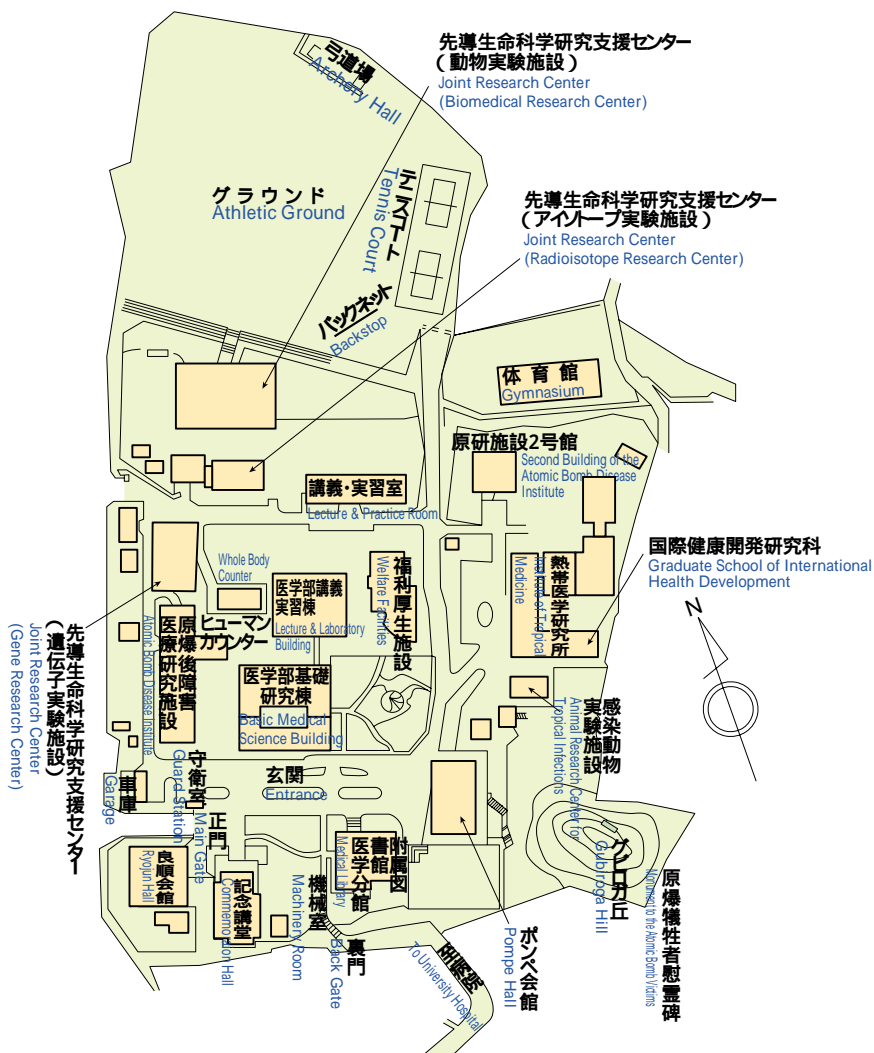 弓道場
Archery Hall
先導生命科学研究支援センター
（動物実験施設）
Joint Research Center
(Biomedical Research Center)
グラウンド
Athletic Ground
テニスコート
Tennis Court
先導生命科学研究支援センター
（アイソトープ実験施設）
Joint Research Center
(Radioisotope Research Center)
バックネット
Backstop
体育館
Gymnasium
原研施設2号館
Second Building of the
Atomic Bomb Disease
Institute
講義・実習室
Lecture & Practice Room
国際健康開発研究科
Graduate School of International
Health Development
N
Whole Body
Counter
ヒューマン
カウンター
医学部講義
実習棟
Lecture & Laboratory
Building
福利厚生施設
Welfare Facilities
熱帯医学研究所
Institute of Tropical
Medicine
先導生命科学研究支援センター
（遺伝子実験施設）
Joint Research Center
(Gene Research Center)
原爆後障害
医療研究施設
Atomic Bomb Disease Institute
医学部基礎
研究棟
Basic Medical
Science Building
感染動物
実験施設
Animal Research Center for
Tropical Infections
守衛室
Guard Station
玄関
Entrance
車庫
Garage
正門
Main Gate
良順会館
Ryojun Hall
記念講堂
Commemoration Hall
機械室
Machinery Room
附属図
書館
医学分館
Medical Library
裏門
Back Gate
至病院
To University Hospital
ポンペ会館
Pompe Hall
グビロガ丘
Gubiroga Hill
原爆犠牲者慰霊碑
Monument to the Atomic Bomb Victims